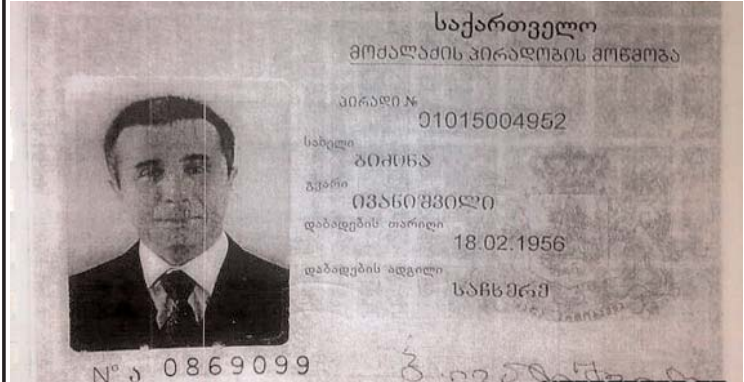 საქართველო
მოქალაქის პირადობის მოწმობა
პირადი №
01015004952
სახელი
ბიძინა
გვარი
ივანიშვილი
დაბადების თარიღი
18.02.1956
დაბადების ადგილი
საჩხერე
N° ა 0869099